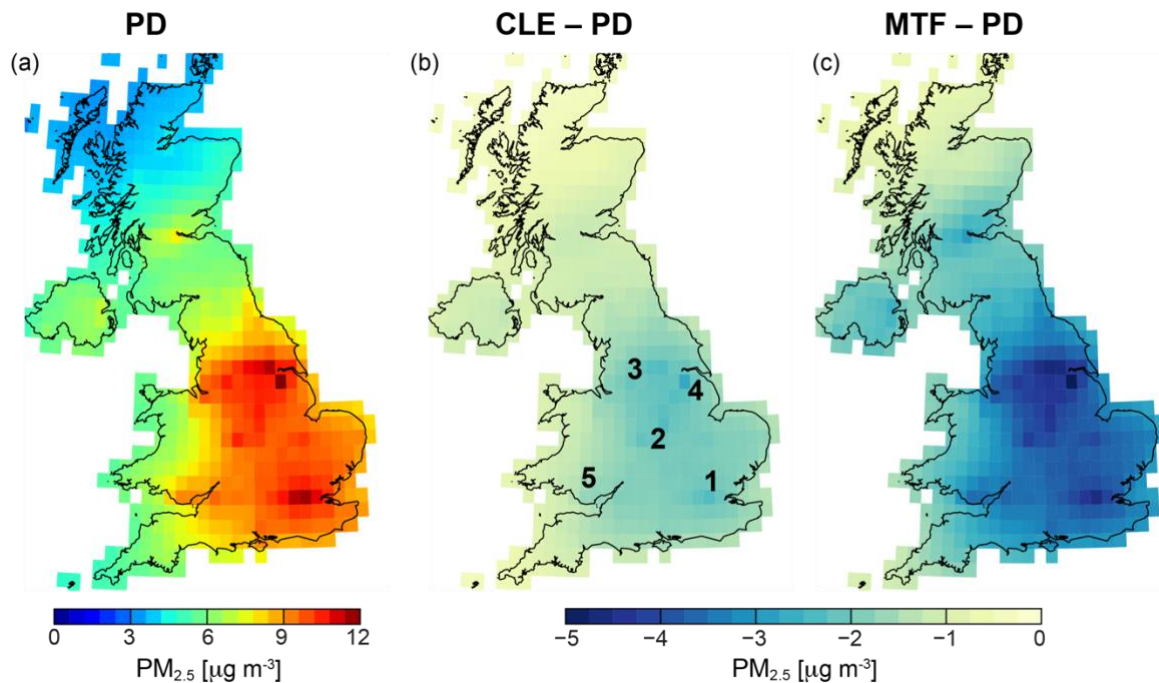 PD CLE – PD MTF – PD
(a) (b) (c)
3
4
2
5 1
0 3 6 9 12 −5 −4 −3 −2 −1 0
PM2.5 [μg m-3] PM2.5 [μg m-3]